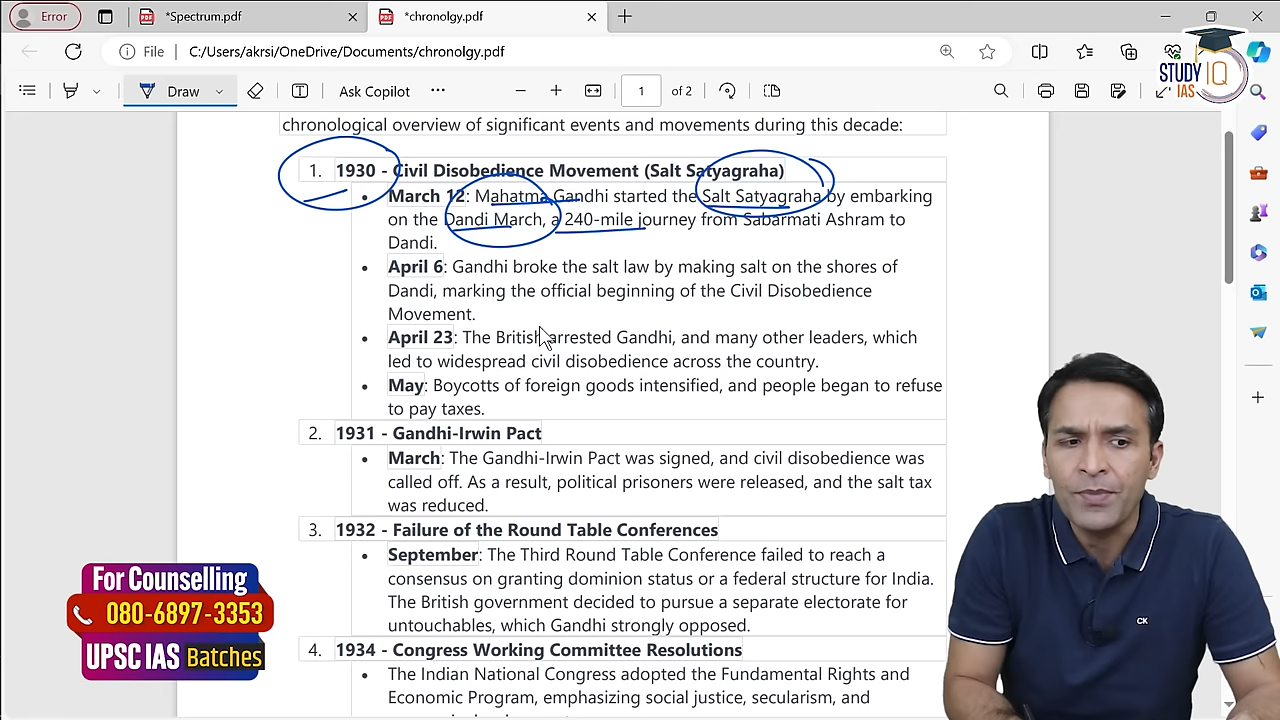 Error
*Spectrum.pdf
*chronolgy.pdf
File
C:/Users/akrsi/OneDrive/Documents/chronolgy.pdf
STUDY IQ
IAS
Draw
Ask Copilot
1
of 2
chronological overview of significant events and movements during this decade:
1. 1930 - Civil Disobedience Movement (Salt Satyagraha)
• March 12: Mahatma Gandhi started the Salt Satyagraha by embarking
on the Dandi March, a 240-mile journey from Sabarmati Ashram to
Dandi.
• April 6: Gandhi broke the salt law by making salt on the shores of
Dandi, marking the official beginning of the Civil Disobedience
Movement.
• April 23: The British arrested Gandhi, and many other leaders, which
led to widespread civil disobedience across the country.
• May: Boycotts of foreign goods intensified, and people began to refuse
to pay taxes.
2. 1931 - Gandhi-Irwin Pact
• March: The Gandhi-Irwin Pact was signed, and civil disobedience was
called off. As a result, political prisoners were released, and the salt tax
was reduced.
3. 1932 - Failure of the Round Table Conferences
• September: The Third Round Table Conference failed to reach a
consensus on granting dominion status or a federal structure for India.
The British government decided to pursue a separate electorate for
untouchables, which Gandhi strongly opposed.
4. 1934 - Congress Working Committee Resolutions
• The Indian National Congress adopted the Fundamental Rights and
Economic Program, emphasizing social justice, secularism, and
For Counselling
080-6897-3353
UPSC IAS Batches
CK